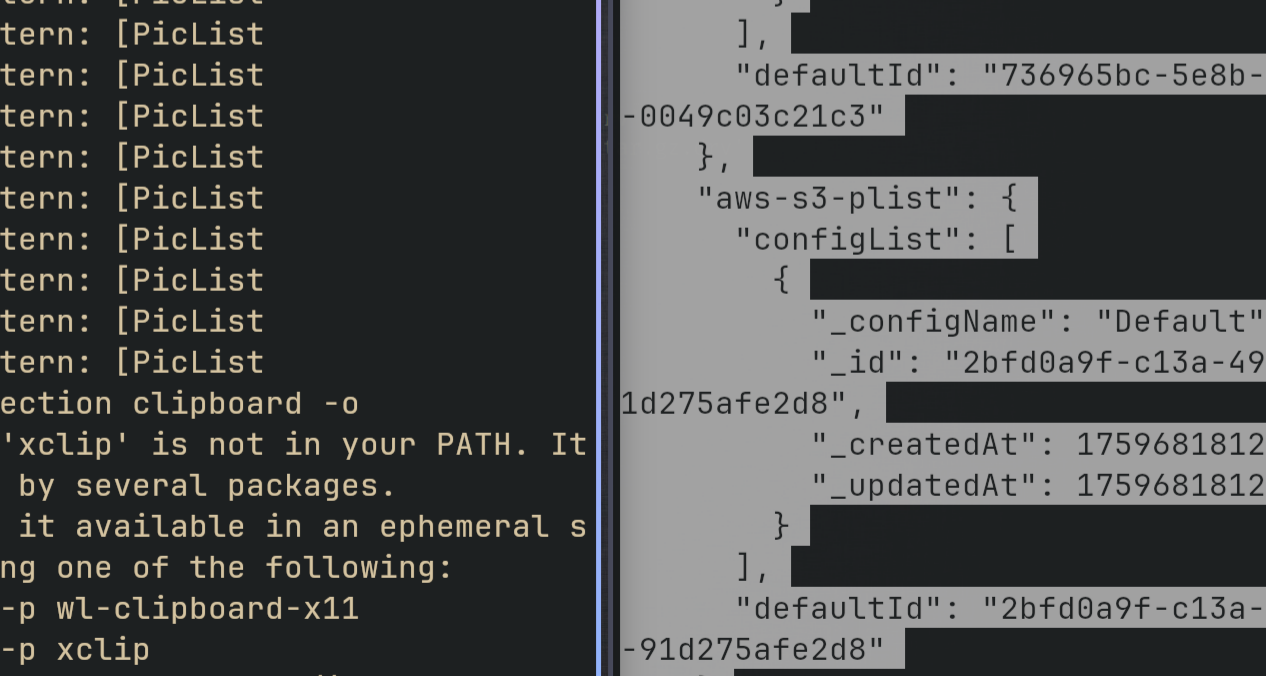 tern: [PicList
tern: [PicList
tern: [PicList
tern: [PicList
tern: [PicList
tern: [PicList
tern: [PicList
tern: [PicList
tern: [PicList
ection clipboard -o
'xclip' is not in your PATH. It
by several packages.
it available in an ephemeral s
ng one of the following:
-p wl-clipboard-x11
-p xclip
],
"defaultId": "736965bc-5e8b-
-0049c03c21c3"
},
"aws-s3-plist": {
"configList": [
{
"_configName": "Default"
"_id": "2bfd0a9f-c13a-49
1d275afe2d8",
"_createdAt": 1759681812
"_updatedAt": 1759681812
}
],
"defaultId": "2bfd0a9f-c13a-
-91d275afe2d8"